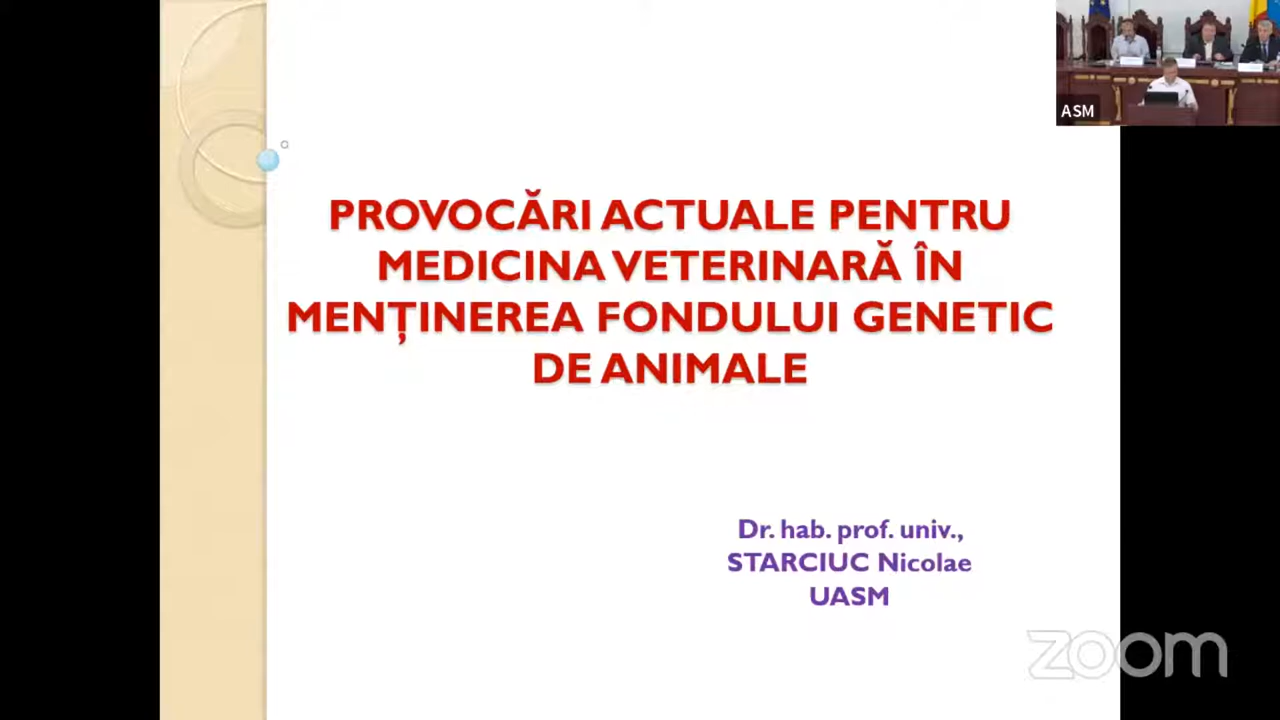 ASM
PROVOCĂRI ACTUALE PENTRU
MEDICINA VETERINARĂ ÎN
MENȚINEREA FONDULUI GENETIC
DE ANIMALE
Dr. hab. prof. univ.,
STARCIUC Nicolae
UASM
zoom